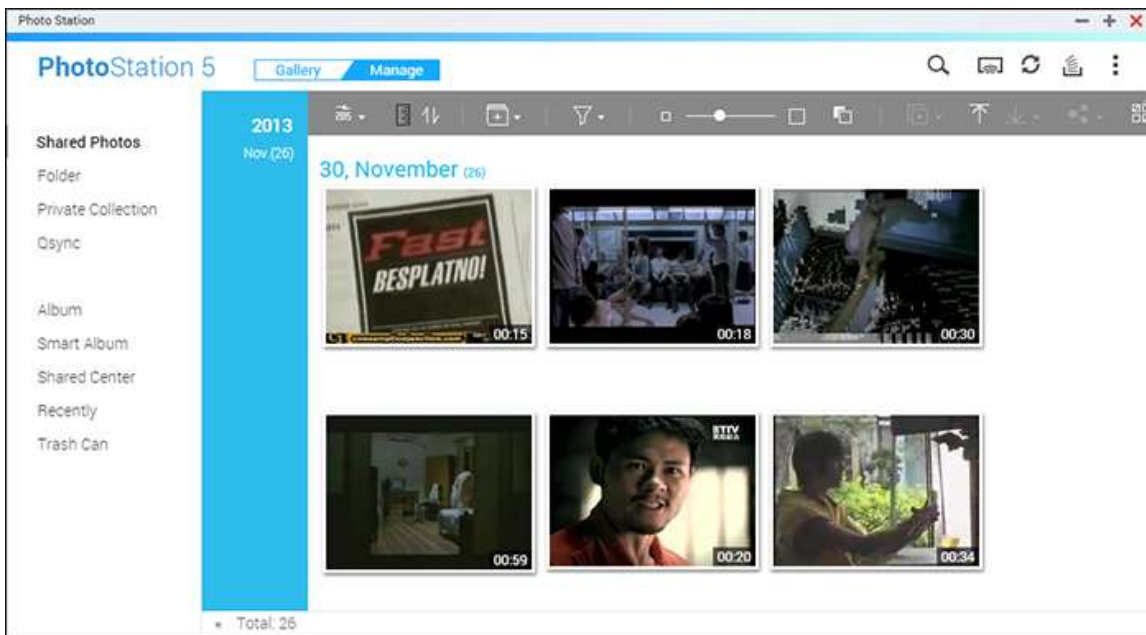 Photo Station
PhotoStation 5
Gallery
Manage
2013
Nov.(26)
Shared Photos
Folder
Private Collection
Qsync
Album
Smart Album
Shared Center
Recently
Trash Can
30, November (26)
Fast
BESPLATNO!
00:15
00:18
00:30
00:59
ETTV
00:20
00:34
« Total: 26